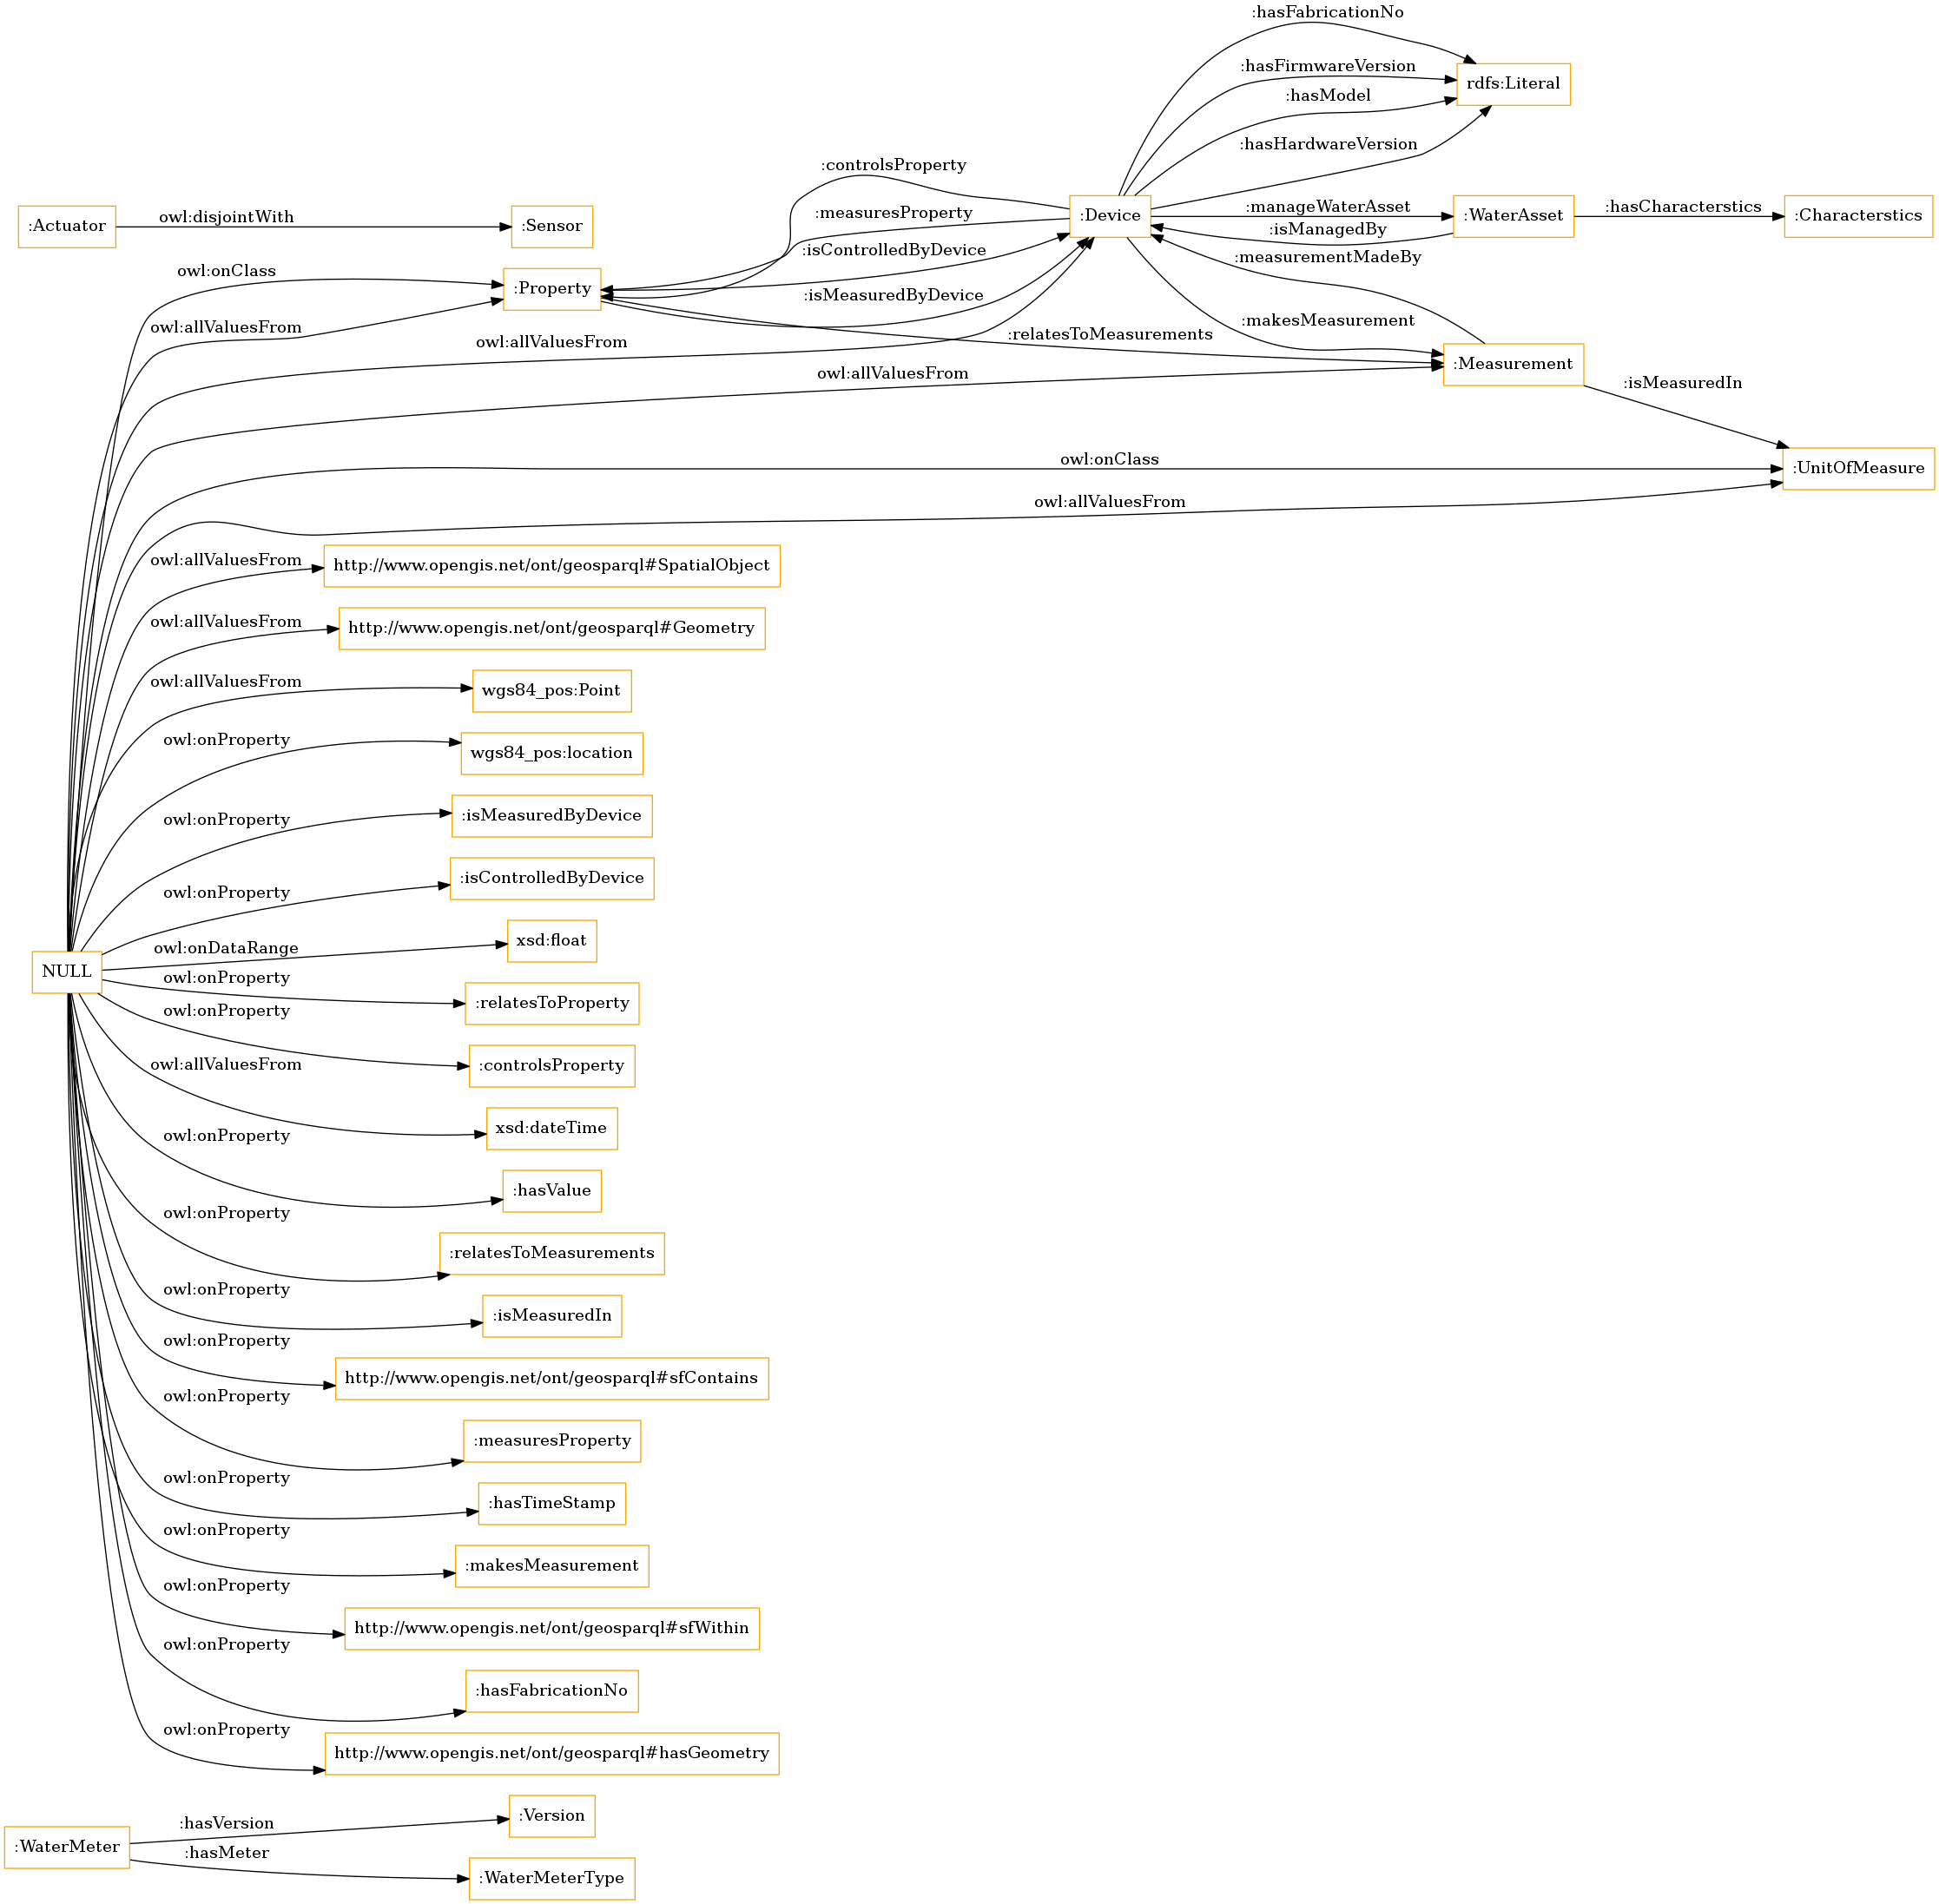 :hasFabricationNo
:hasFirmwareVersion
rdfs:Literal
:hasModel
:hasHardwareVersion
:controlsProperty
:Device
:manageWaterAsset
:WaterAsset
:hasCharacterstics
:Characterstics
:Actuator
owl:disjointWith
:Sensor
:measuresProperty
:isManagedBy
:isControlledByDevice
:measurementMadeBy
owl:onClass
:Property
:isMeasuredByDevice
owl:allValuesFrom
:makesMeasurement
:relatesToMeasurements
owl:allValuesFrom
:Measurement
owl:allValuesFrom
:isMeasuredIn
owl:onClass
:UnitOfMeasure
owl:allValuesFrom
owl:allValuesFrom
http://www.opengis.net/ont/geosparql#SpatialObject
owl:allValuesFrom
http://www.opengis.net/ont/geosparql#Geometry
owl:allValuesFrom
wgs84_pos:Point
owl:onProperty
wgs84_pos:location
owl:onProperty
:isMeasuredByDevice
owl:onProperty
:isControlledByDevice
NULL
owl:onDataRange
xsd:float
owl:onProperty
:relatesToProperty
owl:onProperty
:controlsProperty
owl:allValuesFrom
xsd:dateTime
owl:onProperty
:hasValue
owl:onProperty
:relatesToMeasurements
owl:onProperty
:isMeasuredIn
owl:onProperty
http://www.opengis.net/ont/geosparql#sfContains
owl:onProperty
:measuresProperty
owl:onProperty
:hasTimeStamp
owl:onProperty
:makesMeasurement
owl:onProperty
http://www.opengis.net/ont/geosparql#sfWithin
owl:onProperty
:hasFabricationNo
owl:onProperty
http://www.opengis.net/ont/geosparql#hasGeometry
:WaterMeter
:hasVersion
:Version
:hasMeter
:WaterMeterType